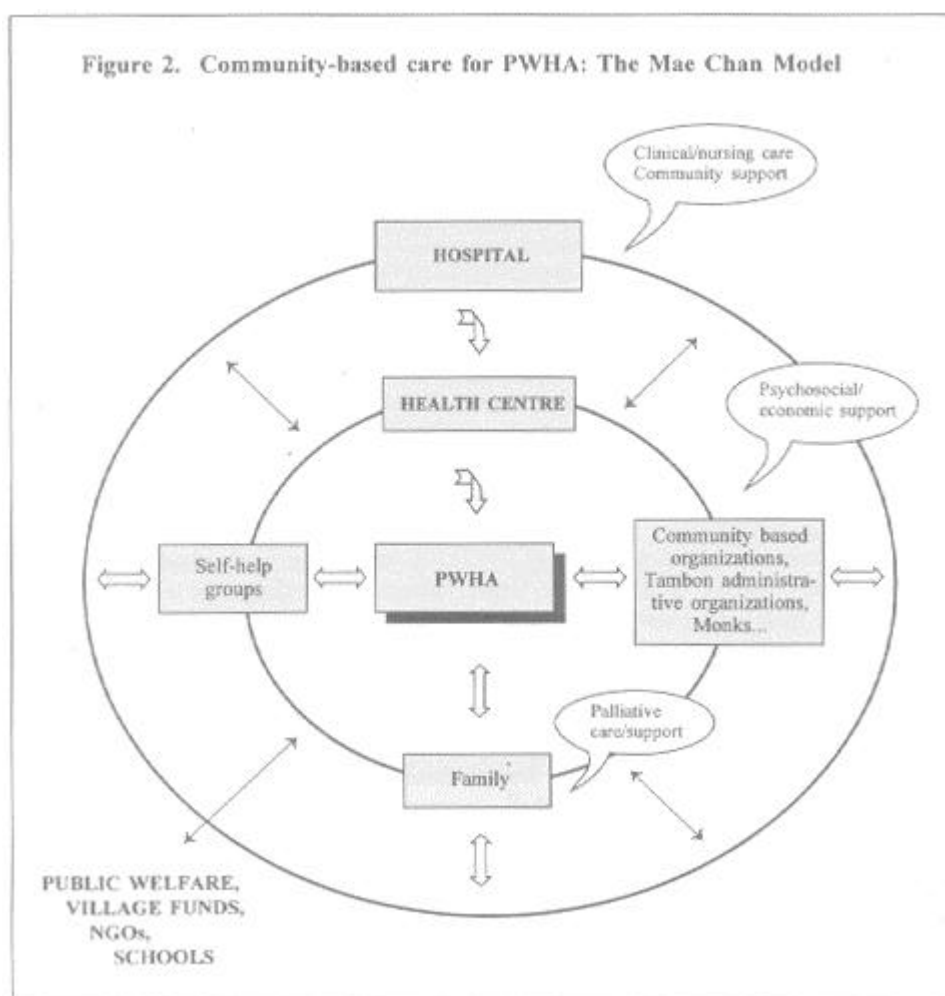 Figure 2. Community-based care for PWHA: The Mae Chan Model
Clinical/nursing care
Community support
HOSPITAL
HEALTH CENTRE
Psychosocial/
economic support
Self-help
groups
PWHA
Community based
organizations,
Tambon administra-
tive organizations,
Monks...
Palliative
care/support
Family
PUBLIC WELFARE,
VILLAGE FUNDS,
NGOs,
SCHOOLS